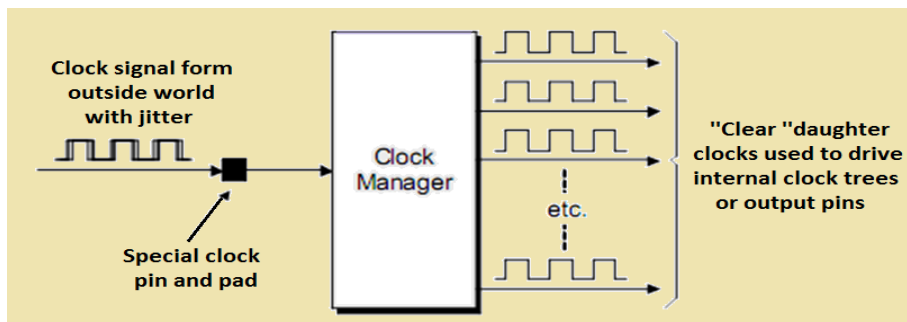 Clock signal form
outside world
with jitter
Special clock
pin and pad
Clock
Manager
etc.
"Clear "daughter
clocks used to drive
internal clock trees
or output pins